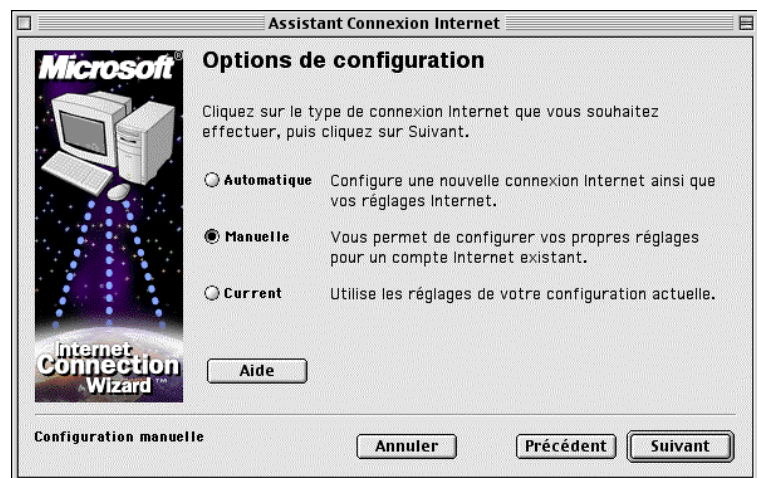 Assistant Connexion Internet
Microsoft®
Options de configuration
Cliquez sur le type de connexion Internet que vous souhaitez
effectuer, puis cliquez sur Suivant.
Automatique Configure une nouvelle connexion Internet ainsi que
vos réglages Internet.
Manuelle Vous permet de configurer vos propres réglages
pour un compte Internet existant.
Current Utilise les réglages de votre configuration actuelle.
Internet
Connection
Wizard™
Aide
Configuration manuelle
Annuler Précédent Suivant